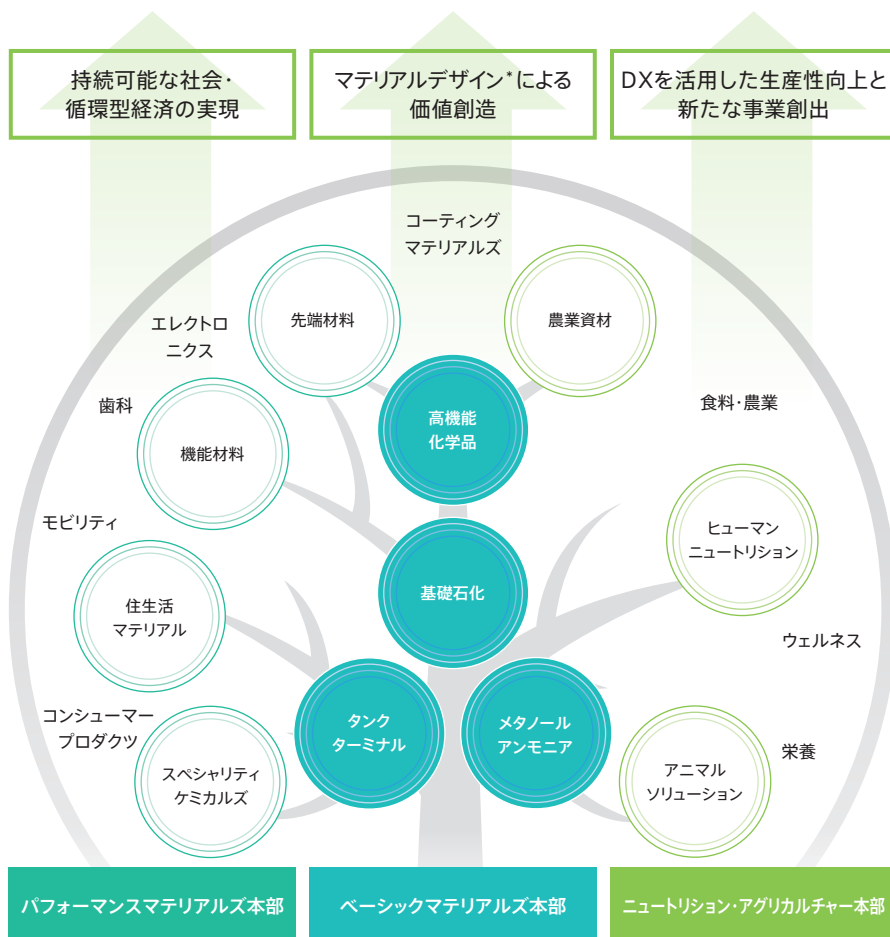 持続可能な社会・
循環型経済の実現
マテリアルデザイン*による
価値創造
DXを活用した生産性向上と
新たな事業創出
コーティング
マテリアルズ
先端材料
農業資材
エレクトロ
ニクス
歯科
高機能
化学品
食料・農業
機能材料
モビリティ
ヒューマン
ニュートリション
基礎石化
住生活
マテリアル
ウェルネス
コンシューマー
プロダクツ
タンク
ターミナル
メタノール
アンモニア
栄養
スペシャリティ
ケミカルズ
アニマル
ソリューション
パフォーマンスマテリアルズ本部
ベーシックマテリアルズ本部
ニュートリション・アグリカルチャー本部